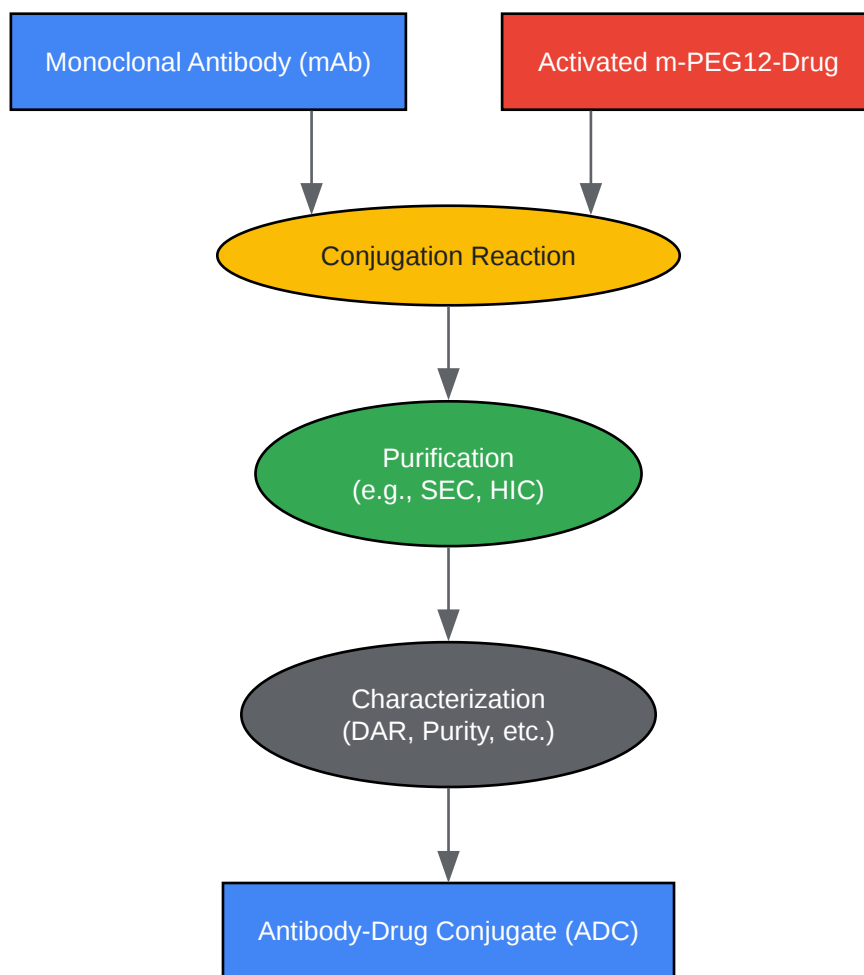 Monoclonal Antibody (mAb)
Activated m-PEG12-Drug
Conjugation Reaction
Purification
(e.g., SEC, HIC)
Characterization
(DAR, Purity, etc.)
Antibody-Drug Conjugate (ADC)